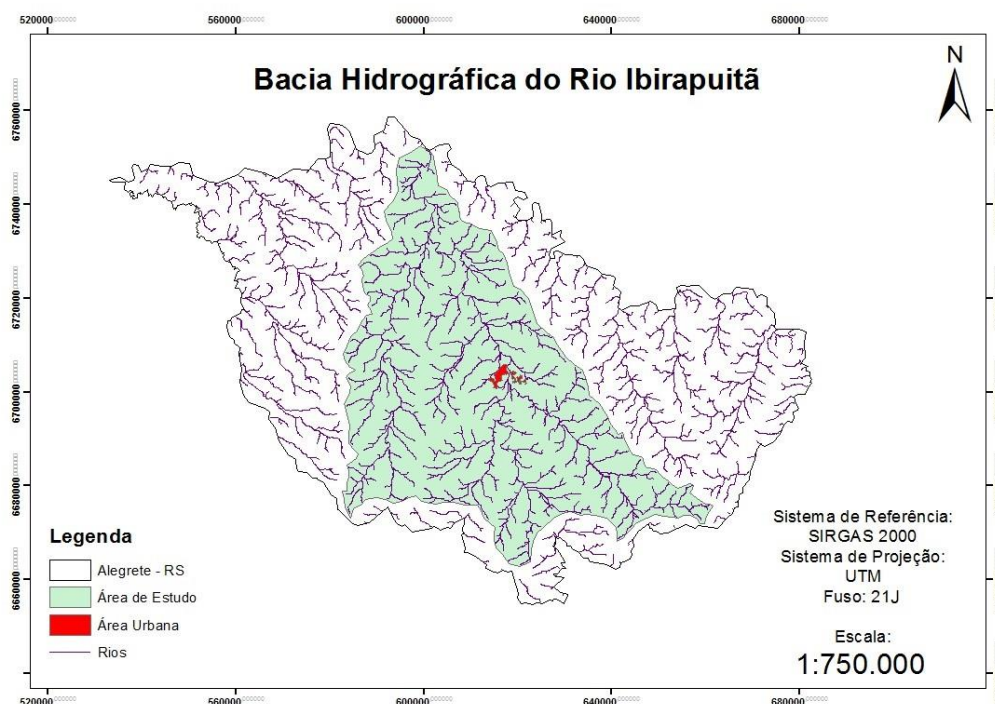 520000 560000 600000 640000 680000
N
Bacia Hidrográfica do Rio Ibirapuitã
6760000
6740000
6720000
6700000
6680000
6660000
Legenda
Alegrete - RS
Área de Estudo
Área Urbana
Rios
Sistema de Referência:
SIRGAS 2000
Sistema de Projeção:
UTM
Fuso: 21J
Escala:
1:750.000
520000 560000 600000 640000 680000